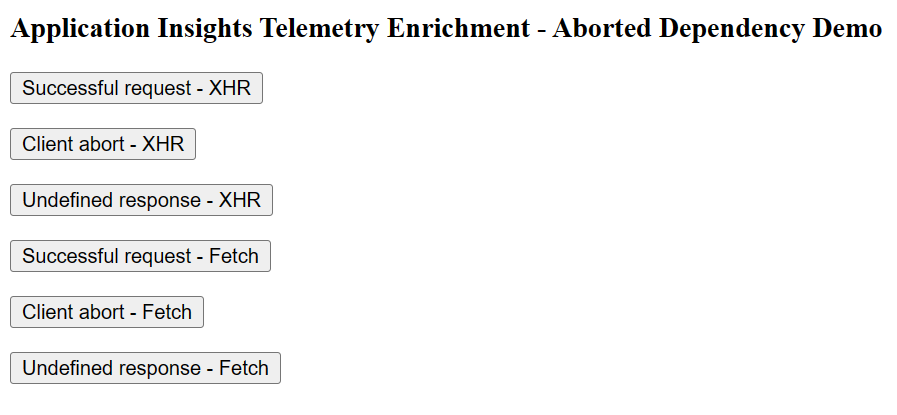 Application Insights Telemetry Enrichment - Aborted Dependency Demo
Successful request - XHR
Client abort - XHR
Undefined response - XHR
Successful request - Fetch
Client abort - Fetch
Undefined response - Fetch